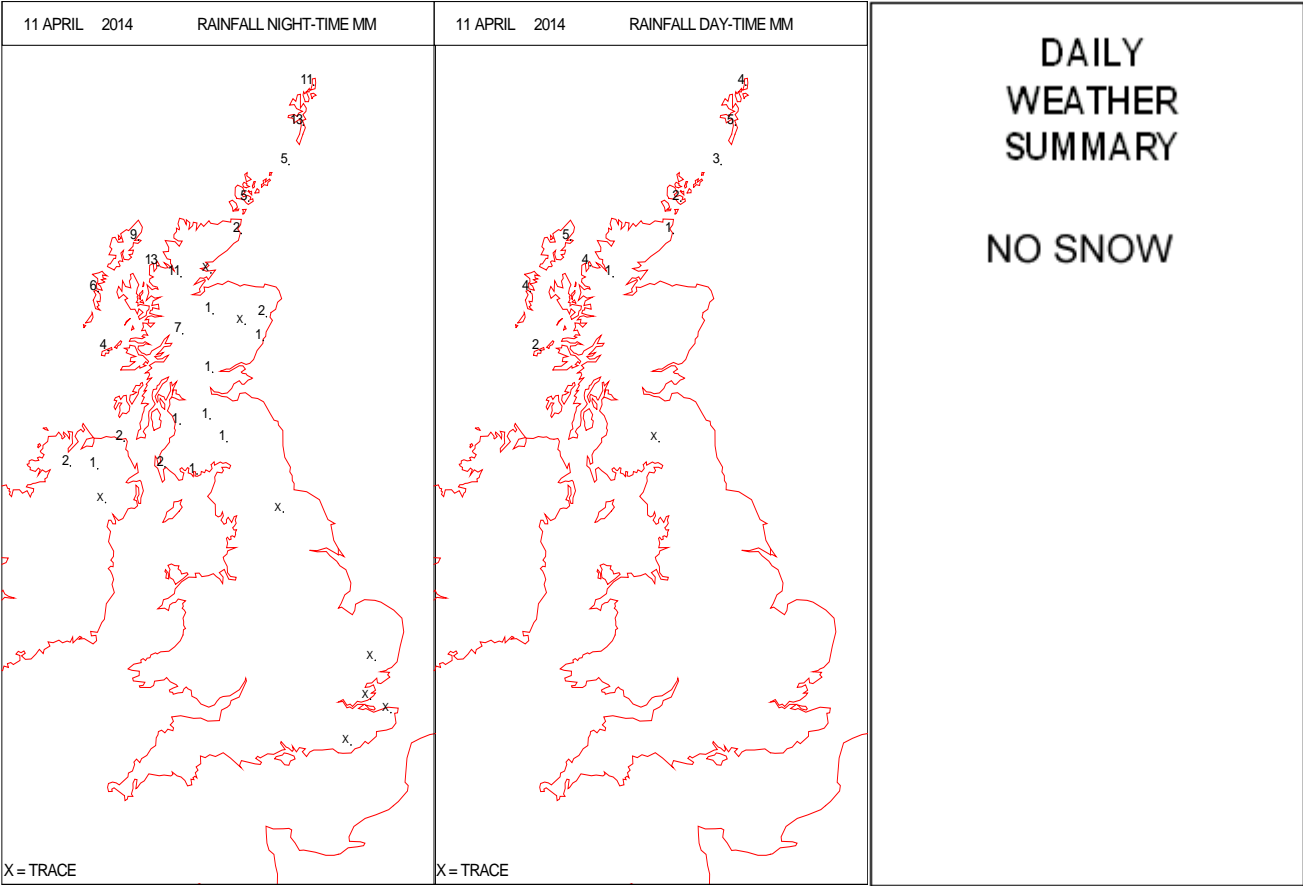 11 APRIL 2014 RAINFALL NIGHT-TIME MM
11
13
5
5
2
9
13
11
X
6
1
2
X
7
1
4
1
1
1
2
1
2
1
2
1
X
X
X
X
X
X
X = TRACE
11 APRIL 2014 RAINFALL DAY-TIME MM
4
5
3
2
1
5
4
1
4
2
X
X = TRACE
DAILY
WEATHER
SUMMARY
NO SNOW